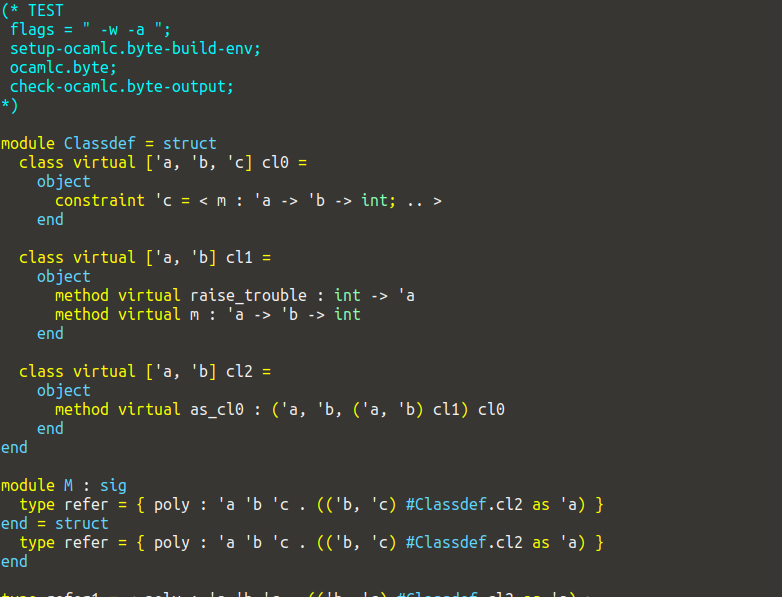 (* TEST
 flags = " -w -a ";
 setup-ocamlc.byte-build-env;
 ocamlc.byte;
 check-ocamlc.byte-output;
*)
module Classdef = struct
  class virtual ['a, 'b, 'c] cl0 =
    object
      constraint 'c = < m : 'a -> 'b -> int; .. >
    end
  class virtual ['a, 'b] cl1 =
    object
      method virtual raise_trouble : int -> 'a
      method virtual m : 'a -> 'b -> int
    end
  class virtual ['a, 'b] cl2 =
    object
      method virtual as_cl0 : ('a, 'b, ('a, 'b) cl1) cl0
    end
end
module M : sig
  type refer = { poly : 'a 'b 'c . (('b, 'c) #Classdef.cl2 as 'a) }
end = struct
  type refer = { poly : 'a 'b 'c . (('b, 'c) #Classdef.cl2 as 'a) }
end